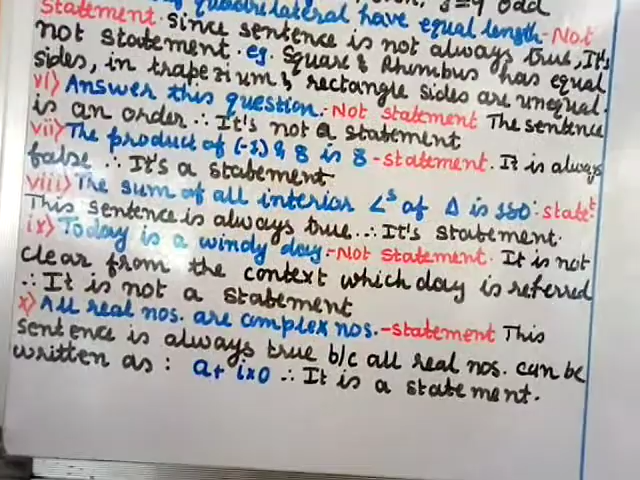 quadrilateral have equal length-Not
statement. Since sentence is not always true, It's
not statement. eg. Square & Rhimbus has equal
sides, in trapezium & rectangle sides are unequal.
vi) Answer this question.- Not statement The sentence
is an order ∴ It's not a statement
vii) The product of (-1) & 8 is 8 - statement. It is always
false ∴ It's a statement
viii) The sum of all interior ∠s of Δ is 180° : statet
This sentence is always true. ∴ It's statement.
ix) Today is a windy day.- Not statement. It is not
clear from the context which day is referred
∴ It is not a statement
x) All real nos. are complex nos.-statement This
sentence is always true b/c all real nos. can be
written as : a+ i×0 ∴ It is a statement.